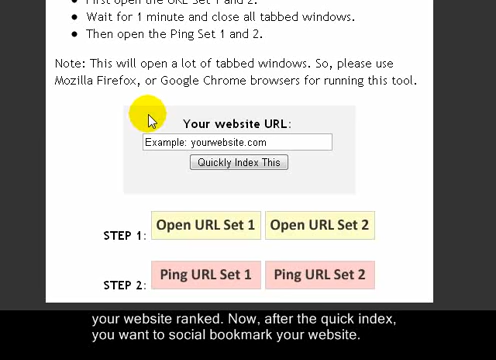 First open the URL Set 1 and 2.
• Wait for 1 minute and close all tabbed windows.
• Then open the Ping Set 1 and 2.
Note: This will open a lot of tabbed windows. So, please use
Mozilla Firefox, or Google Chrome browsers for running this tool.
Your website URL:
Example: yourwebsite.com
Quickly Index This
STEP 1: Open URL Set 1 Open URL Set 2
STEP 2: Ping URL Set 1 Ping URL Set 2
your website ranked. Now, after the quick index,
you want to social bookmark your website.